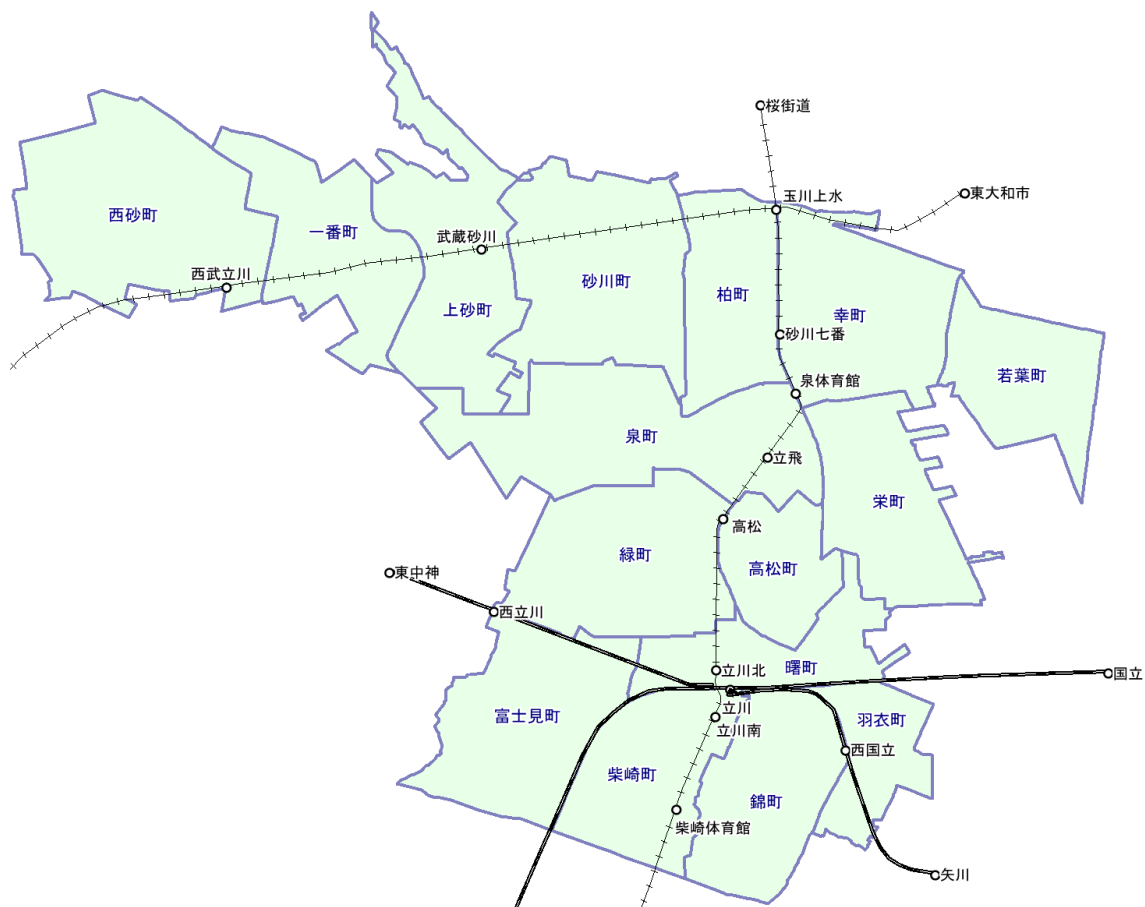 桜街道
玉川上水
東大和市
西砂町
一番町
武蔵砂川
西武立川
砂川町
柏町
上砂町
幸町
砂川七番
若葉町
泉体育館
泉町
立飛
栄町
高松
緑町
高松町
東中神
西立川
立川北
曙町
国立
立川
富士見町
羽衣町
立川南
西国立
柴崎町
錦町
柴崎体育館
矢川